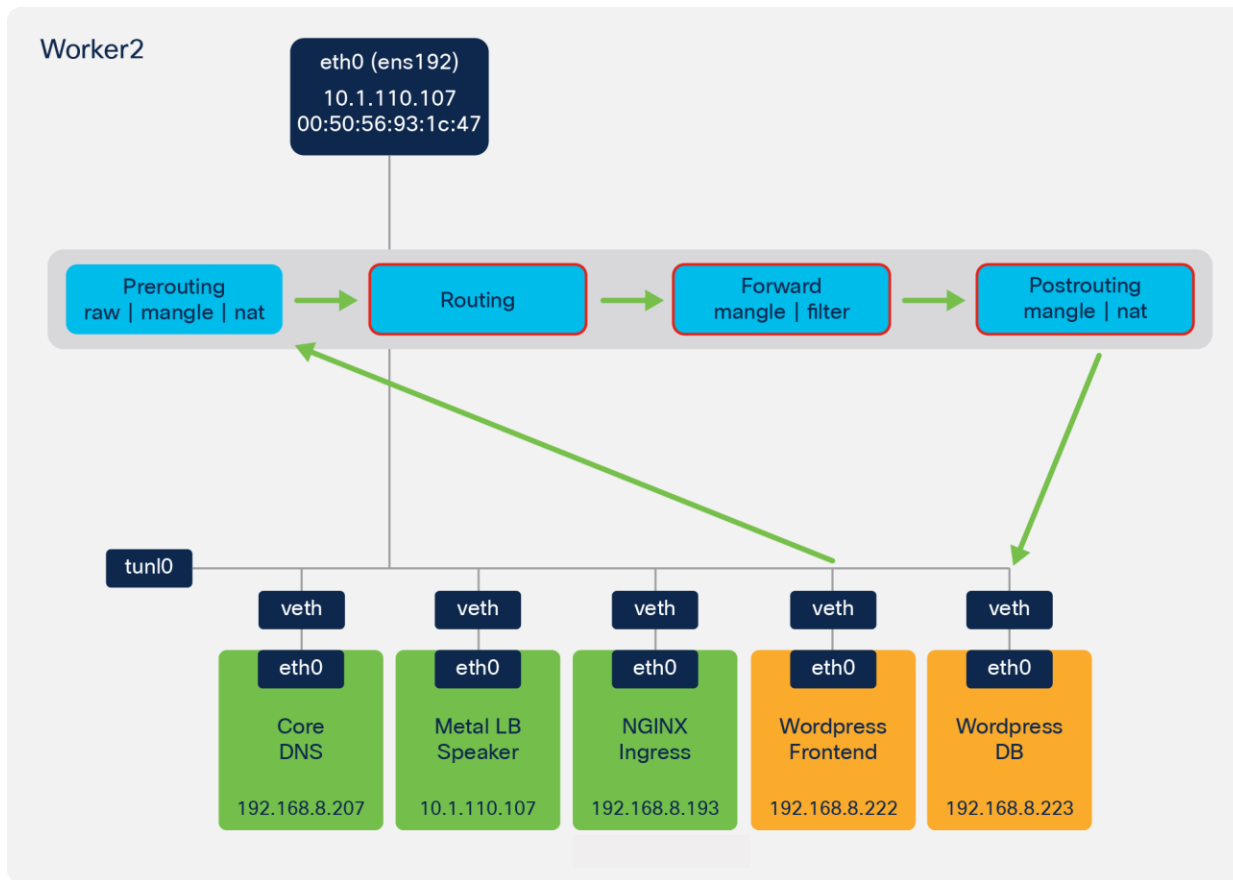 Worker2
eth0 (ens192)
10.1.110.107
00:50:56:93:1c:47
Prerouting
raw | mangle | nat
Routing
Forward
mangle | filter
Postrouting
mangle | nat
tunl0
veth
veth
veth
veth
veth
eth0
eth0
eth0
eth0
eth0
Core
DNS
192.168.8.207
Metal LB
Speaker
10.1.110.107
NGINX
Ingress
192.168.8.193
Wordpress
Frontend
192.168.8.222
Wordpress
DB
192.168.8.223